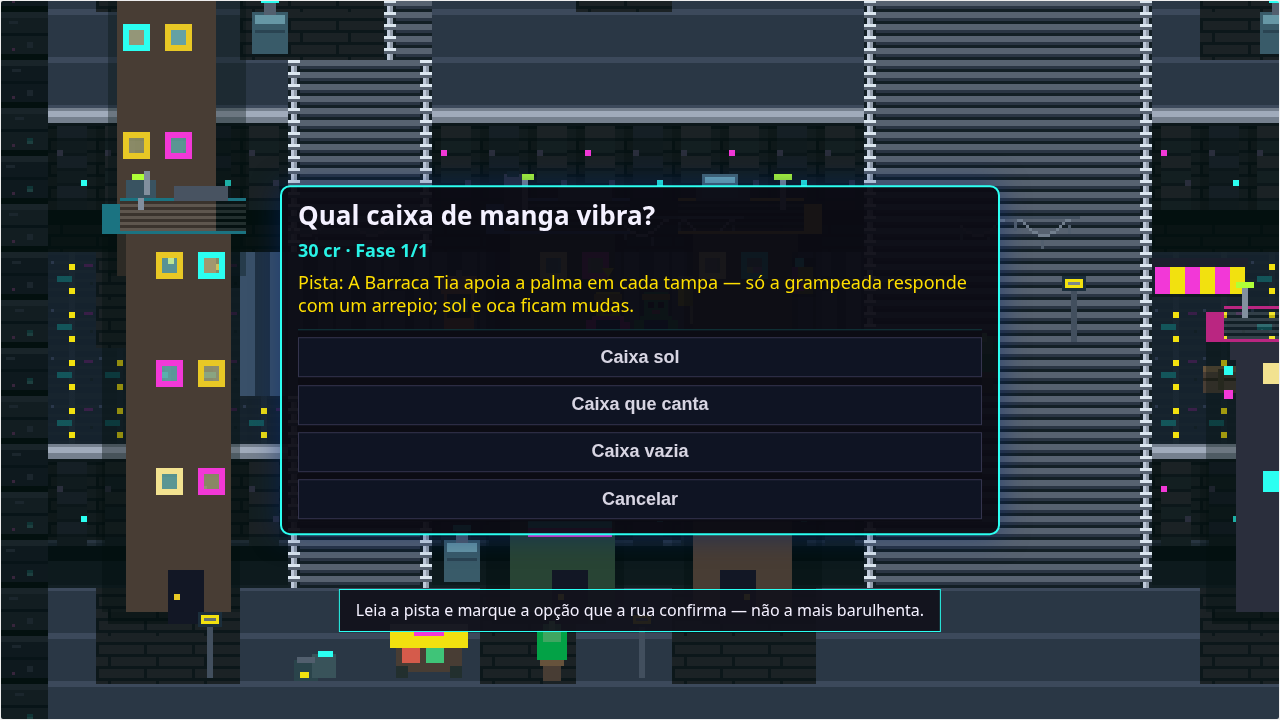 Qual caixa de manga vibra?
30 cr · Fase 1/1
Pista: A Barraca Tia apoia a palma em cada tampa — só a grampeada responde
com um arrepio; sol e oca ficam mudas.
Caixa sol
Caixa que canta
Caixa vazia
Cancelar
Leia a pista e marque a opção que a rua confirma — não a mais barulhenta.